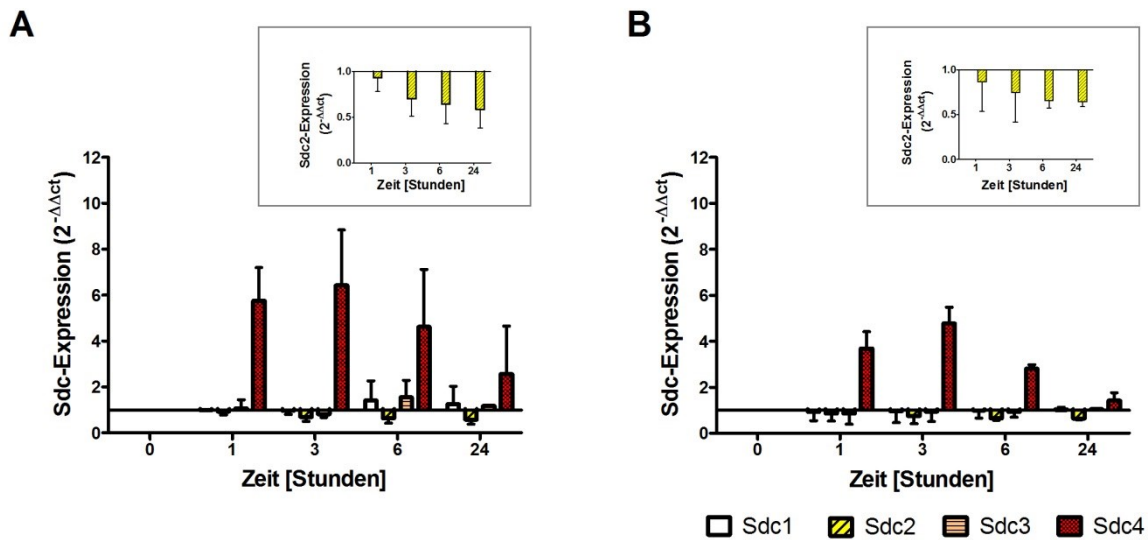 A
B
Sdc2-Expression
(2-ΔΔct)
1.0
0.5
0.0
1 3 6 24
Zeit [Stunden]
Sdc2-Expression
(2-ΔΔct)
1.0
0.5
0.0
1 3 6 24
Zeit [Stunden]
Sdc-Expression (2-ΔΔct)
12
10
8
6
4
2
0
0 1 3 6 24
Zeit [Stunden]
Sdc-Expression (2-ΔΔct)
12
10
8
6
4
2
0
0 1 3 6 24
Zeit [Stunden]
Sdc1 Sdc2 Sdc3 Sdc4